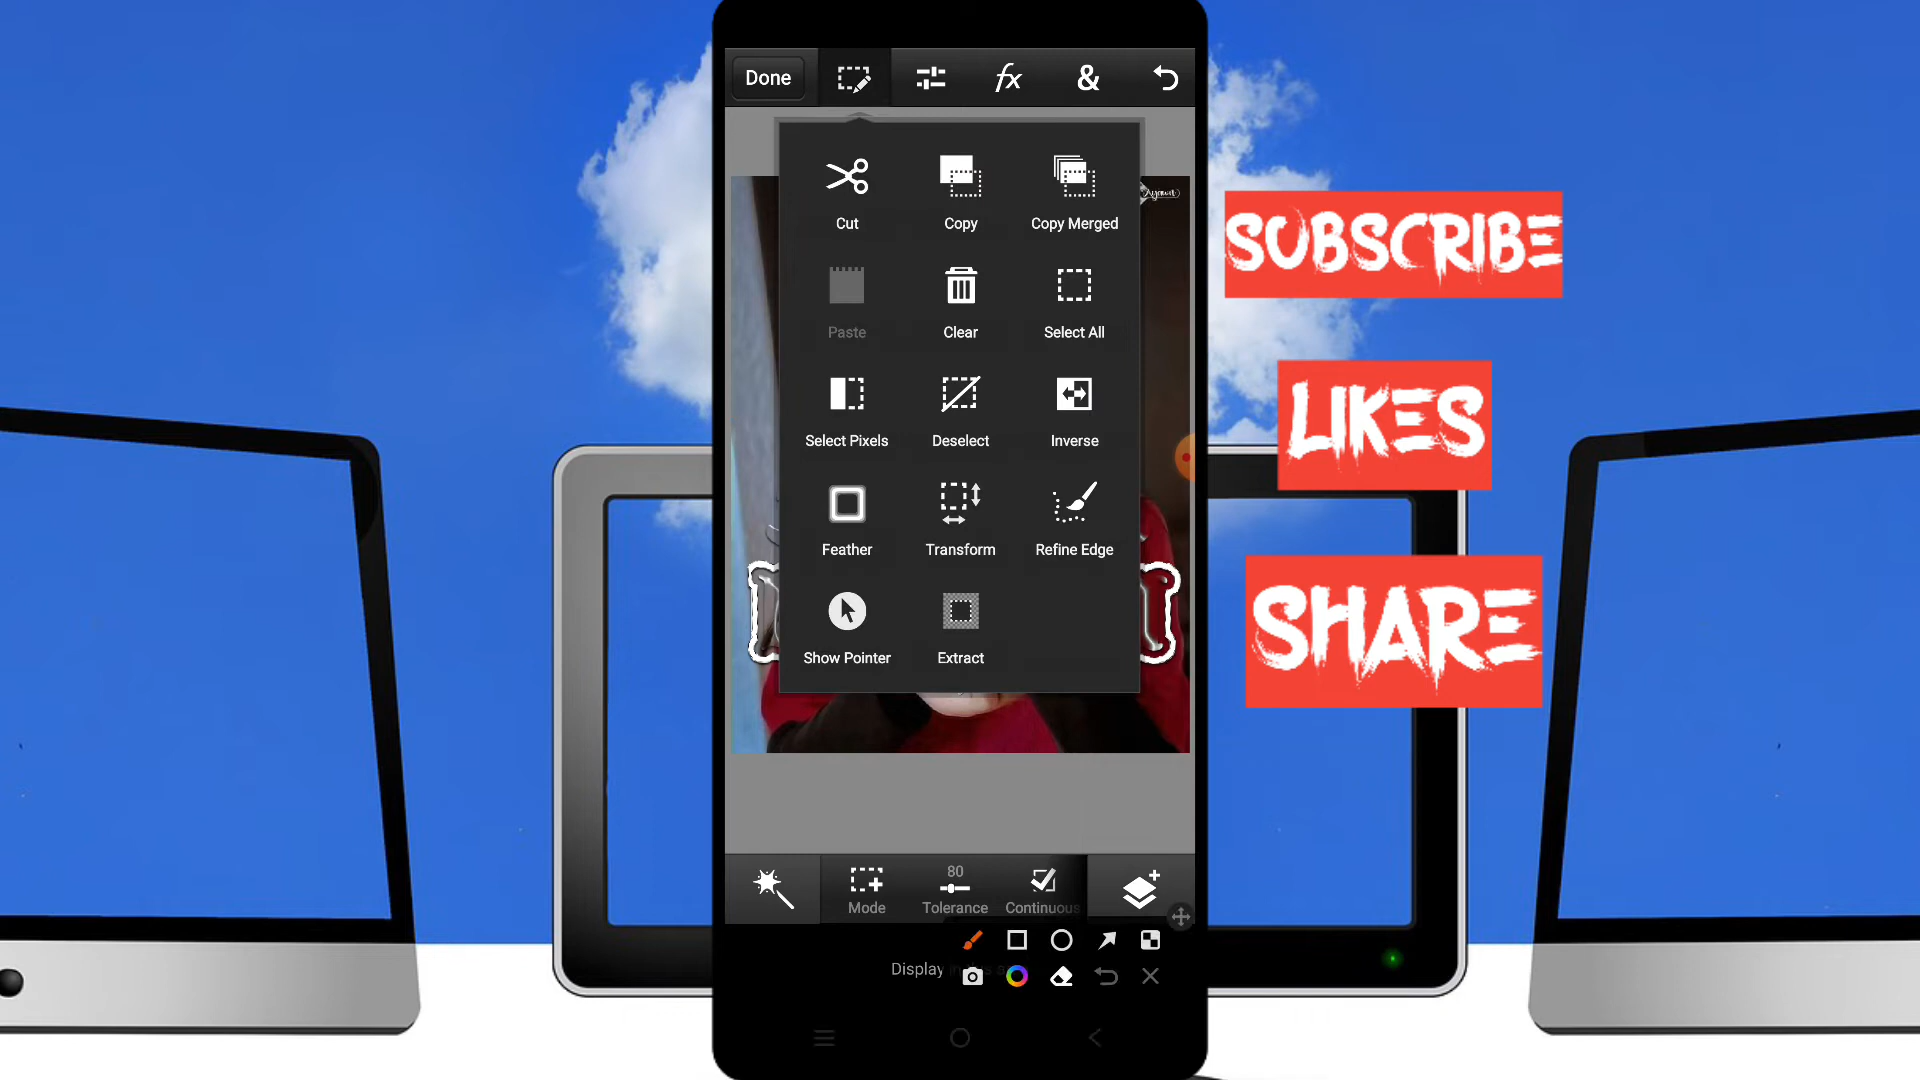 Done
fx
&
Cut
Copy
Copy Merged
Paste
Clear
Select All
Select Pixels
Deselect
Inverse
Feather
Transform
Refine Edge
Show Pointer
Extract
80
Mode
Tolerance
Continuous
Display
SUBSCRIBE
LIKES
SHARE